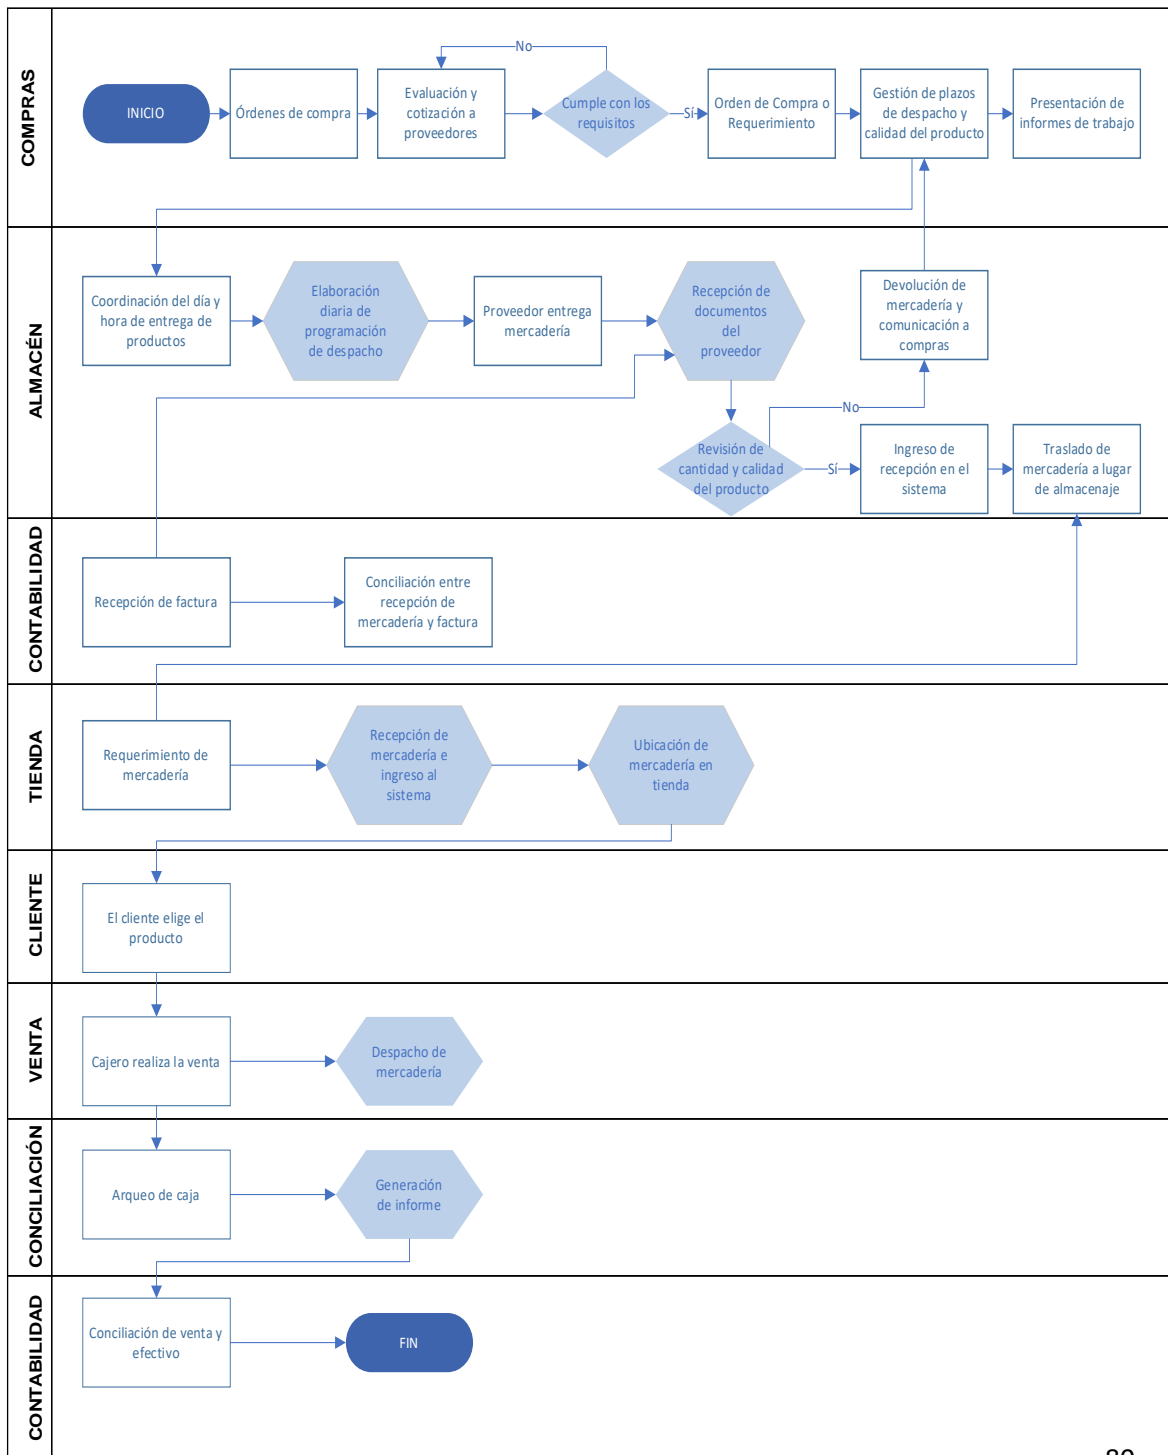 COMPRAS
INICIO
Órdenes de compra
Evaluación y
cotización a
proveedores
No
Cumple con los
requisitos
Sí
Orden de Compra o
Requerimiento
Gestión de plazos
de despacho y
calidad del producto
Presentación de
informes de trabajo
ALMACÉN
Coordinación del día y
hora de entrega de
productos
Elaboración
diaria de
programación
de despacho
Proveedor entrega
mercadería
Recepción de
documentos
del
proveedor
Devolución de
mercadería y
comunicación a
compras
No
Revisión de
cantidad y calidad
del producto
Sí
Ingreso de
recepción en el
sistema
Traslado de
mercadería a lugar
de almacenaje
CONTABILIDAD
Recepción de factura
Conciliación entre
recepción de
mercadería y factura
TIENDA
Requerimiento de
mercadería
Recepción de
mercadería e
ingreso al
sistema
Ubicación de
mercadería en
tienda
CLIENTE
El cliente elige el
producto
VENTA
Cajero realiza la venta
Despacho de
mercadería
CONCILIACIÓN
Arqueo de caja
Generación
de informe
CONTABILIDAD
Conciliación de venta y
efectivo
FIN